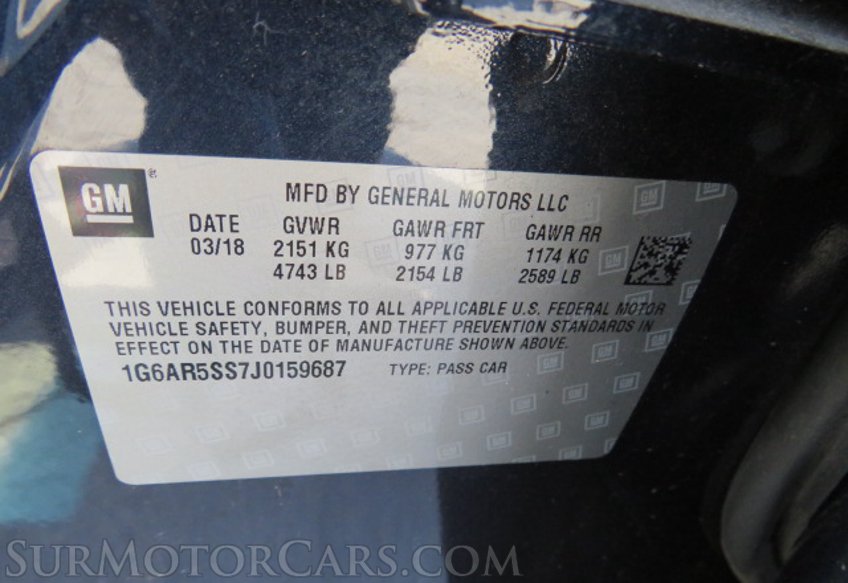 GM®
MFD BY GENERAL MOTORS LLC
DATE GVWR GAWR FRT GAWR RR
03/18 2151 KG 977 KG 1174 KG
4743 LB 2154 LB 2589 LB
THIS VEHICLE CONFORMS TO ALL APPLICABLE U.S. FEDERAL MOTOR
VEHICLE SAFETY, BUMPER, AND THEFT PREVENTION STANDARDS IN
EFFECT ON THE DATE OF MANUFACTURE SHOWN ABOVE.
1G6AR5SS7J0159687 TYPE: PASS CAR
SURMOTORCARS.COM